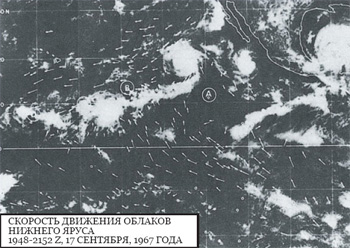 N
B
A
СКОРОСТЬ ДВИЖЕНИЯ ОБЛАКОВ
НИЖНЕГО ЯРУСА
1948-2152 Z, 17 СЕНТЯБРЯ, 1967 ГОДА